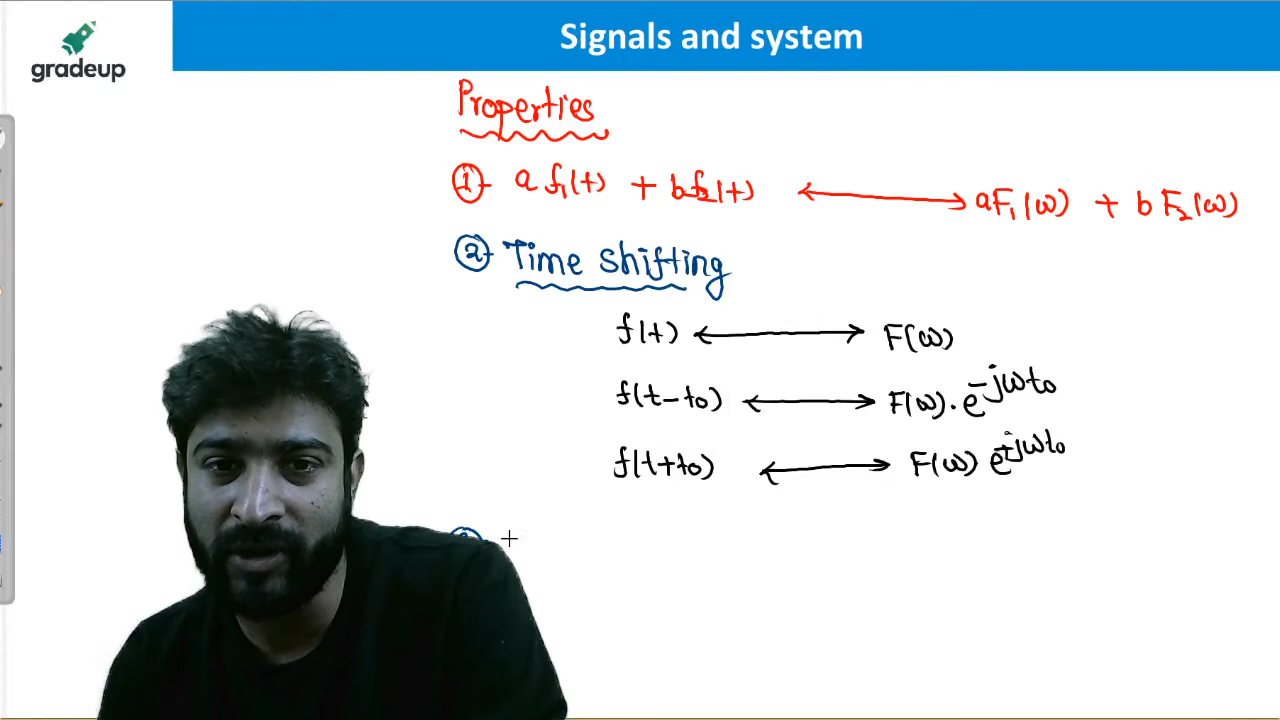 gradeup
Signals and system
Properties
① a f₁(t) + b f₂(t) ⟷ aF₁(ω) + b F₂(ω)
② Time Shifting
f(t) ⟷ F(ω)
f(t-t₀) ⟷ F(ω)·e^-jωt₀
f(t+t₀) ⟷ F(ω) e^+jωt₀